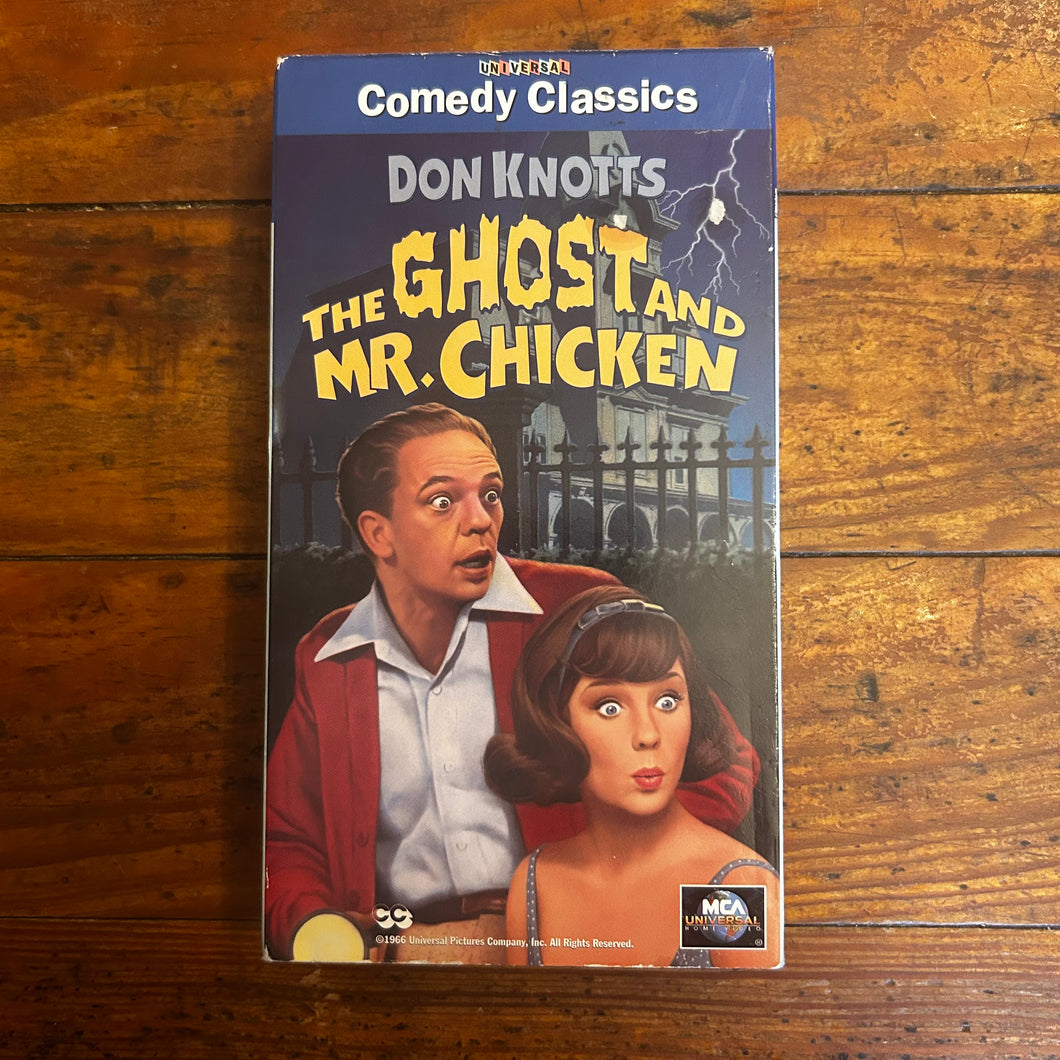 UNIVERSAL
Comedy Classics
DON KNOTTS
THE GHOST AND
MR. CHICKEN
CC
©1966 Universal Pictures Company, Inc. All Rights Reserved.
MCA
UNIVERSAL
HOME VIDEO
®